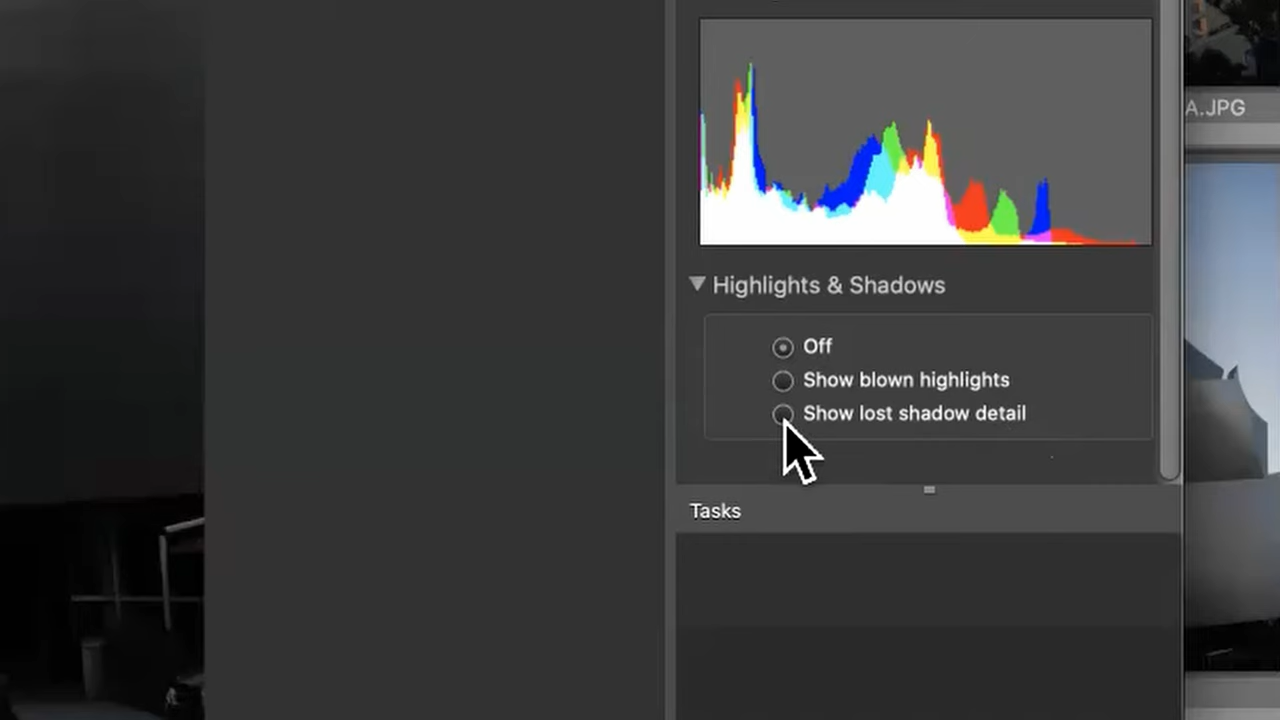 A.JPG
Highlights & Shadows
Off
Show blown highlights
Show lost shadow detail
Tasks